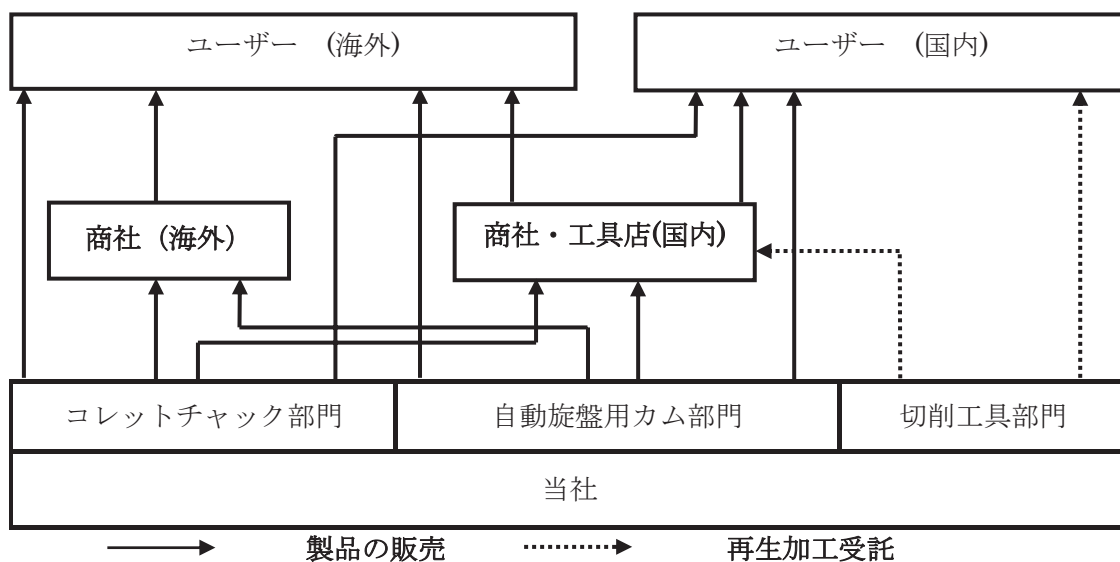 ユーザー (海外)
ユーザー (国内)
商社 (海外)
商社・工具店(国内)
コレットチャック部門
自動旋盤用カム部門
切削工具部門
当社
製品の販売
再生加工受託